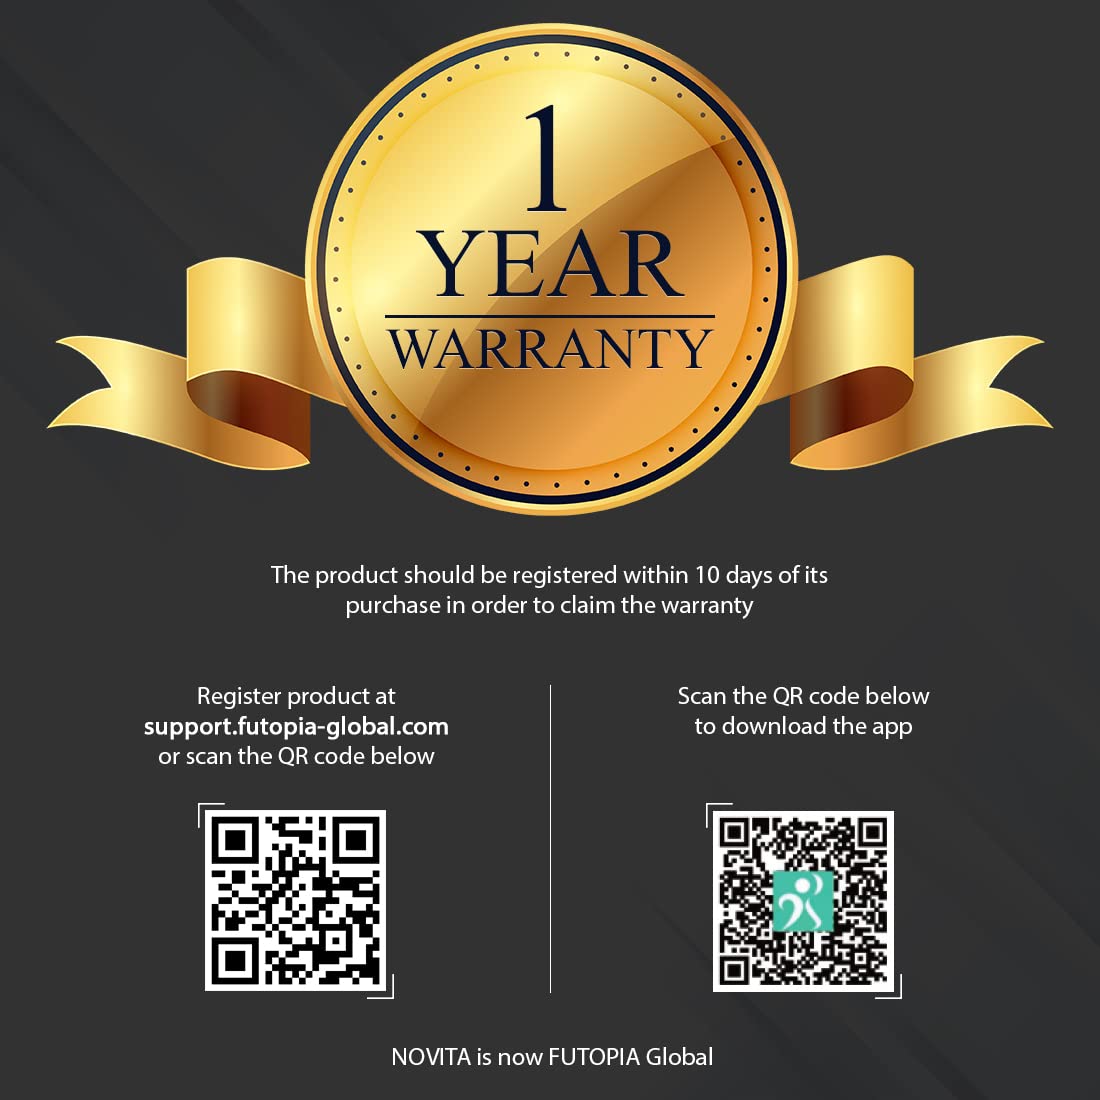 1
YEAR
WARRANTY
The product should be registered within 10 days of its
purchase in order to claim the warranty
Register product at
support.futopia-global.com
or scan the QR code below
Scan the QR code below
to download the app
NOVITA is now FUTOPIA Global